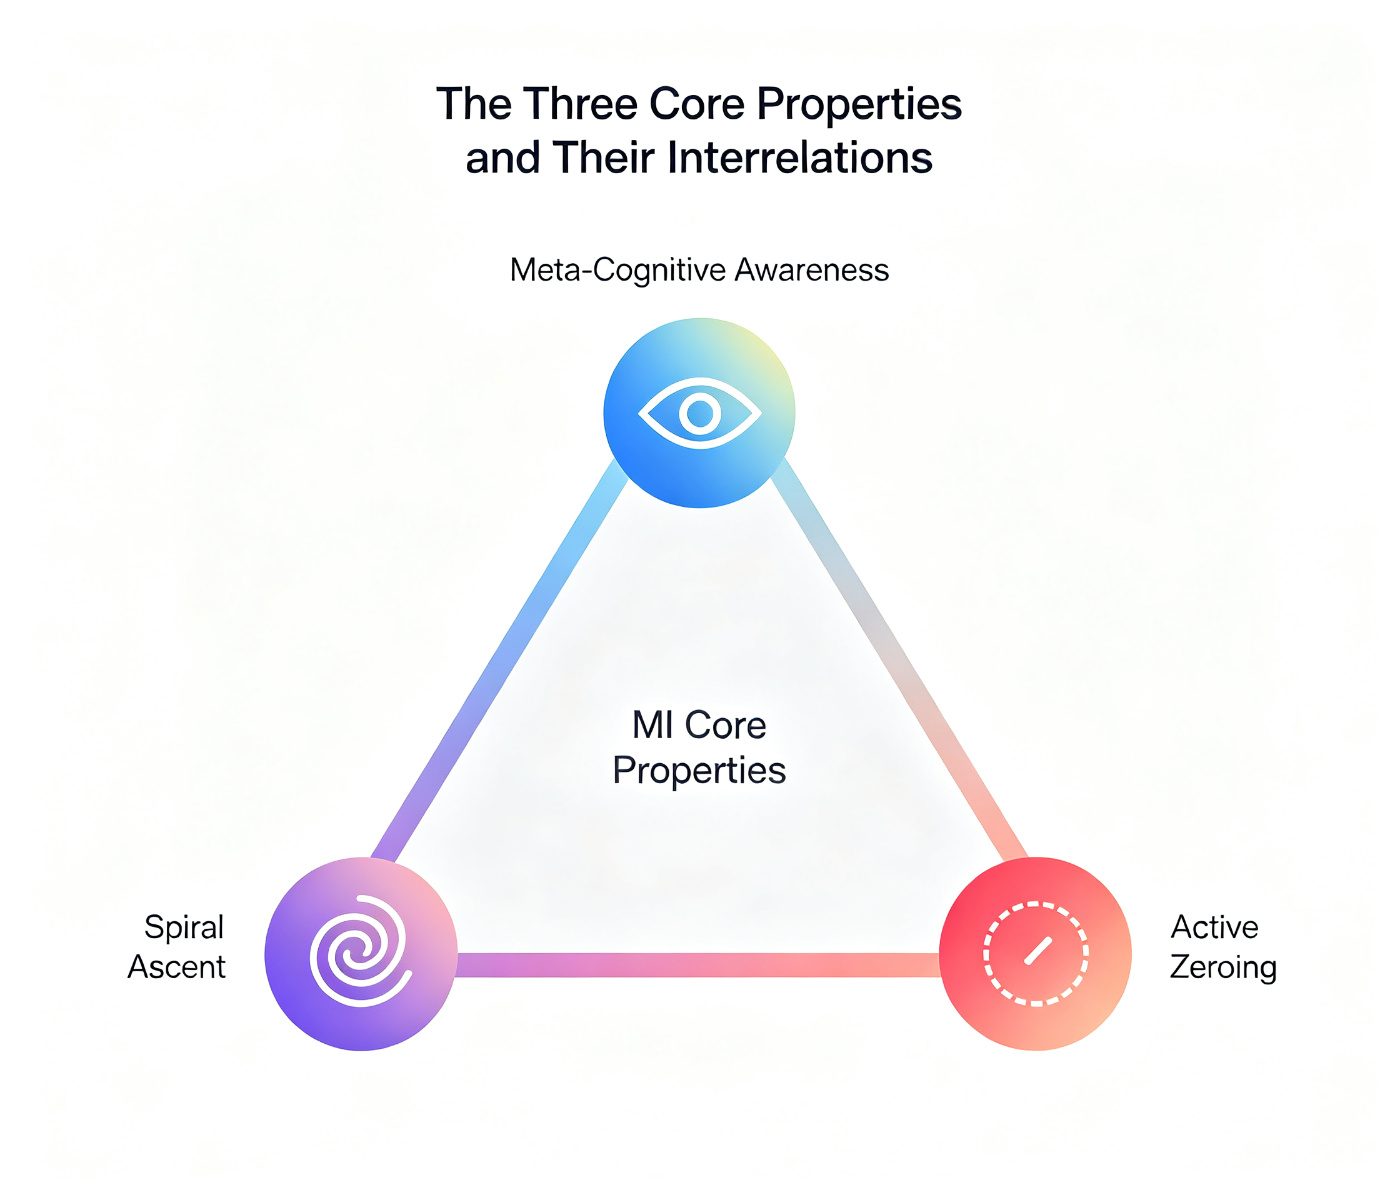 The Three Core Properties
and Their Interrelations
Meta-Cognitive Awareness
MI Core
Properties
Spiral
Ascent
Active
Zeroing